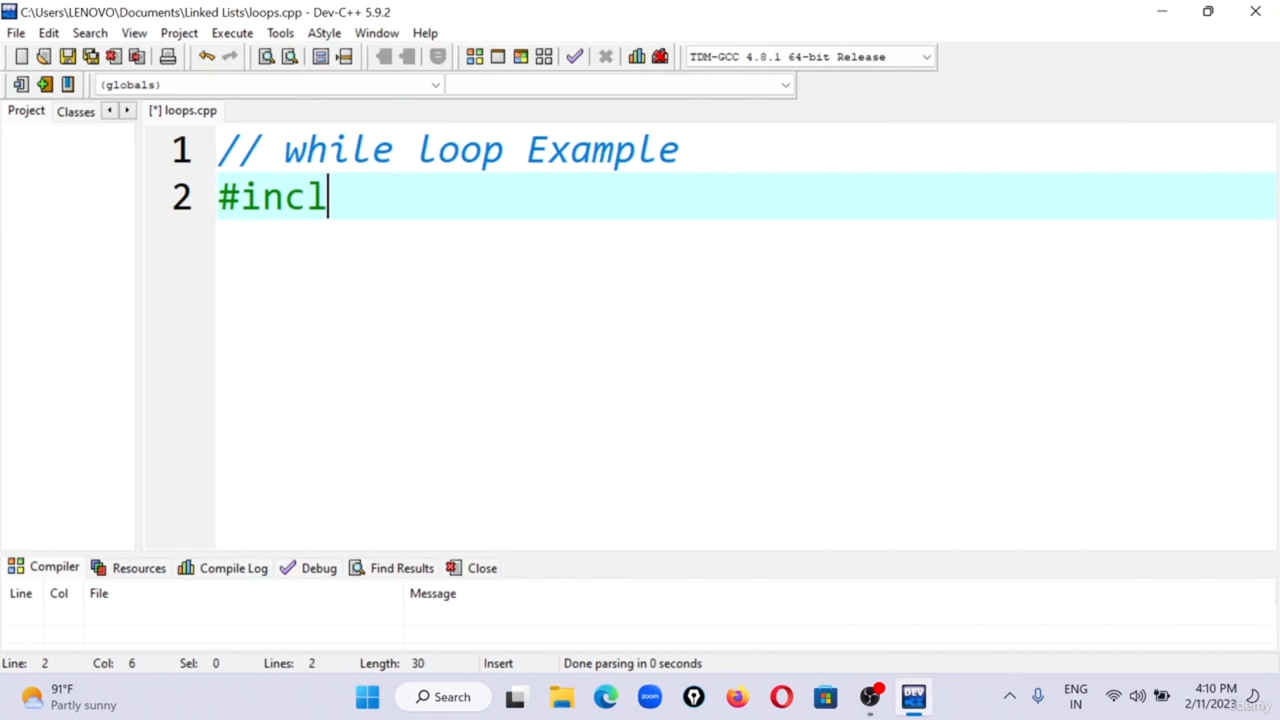 C:\Users\LENOVO\Documents\Linked Lists\loops.cpp - Dev-C++ 5.9.2
File Edit Search View Project Execute Tools AStyle Window Help
TDM-GCC 4.8.1 64-bit Release
(globals)
Project Classes [*] loops.cpp
1 // while loop Example
2 #incl
Compiler Resources Compile Log Debug Find Results Close
Line Col File Message
Line: 2 Col: 6 Sel: 0 Lines: 2 Length: 30 Insert Done parsing in 0 seconds
91°F
Partly sunny
Search
zoom
DEV
ENG
IN
4:10 PM
2/11/2023
Udemy